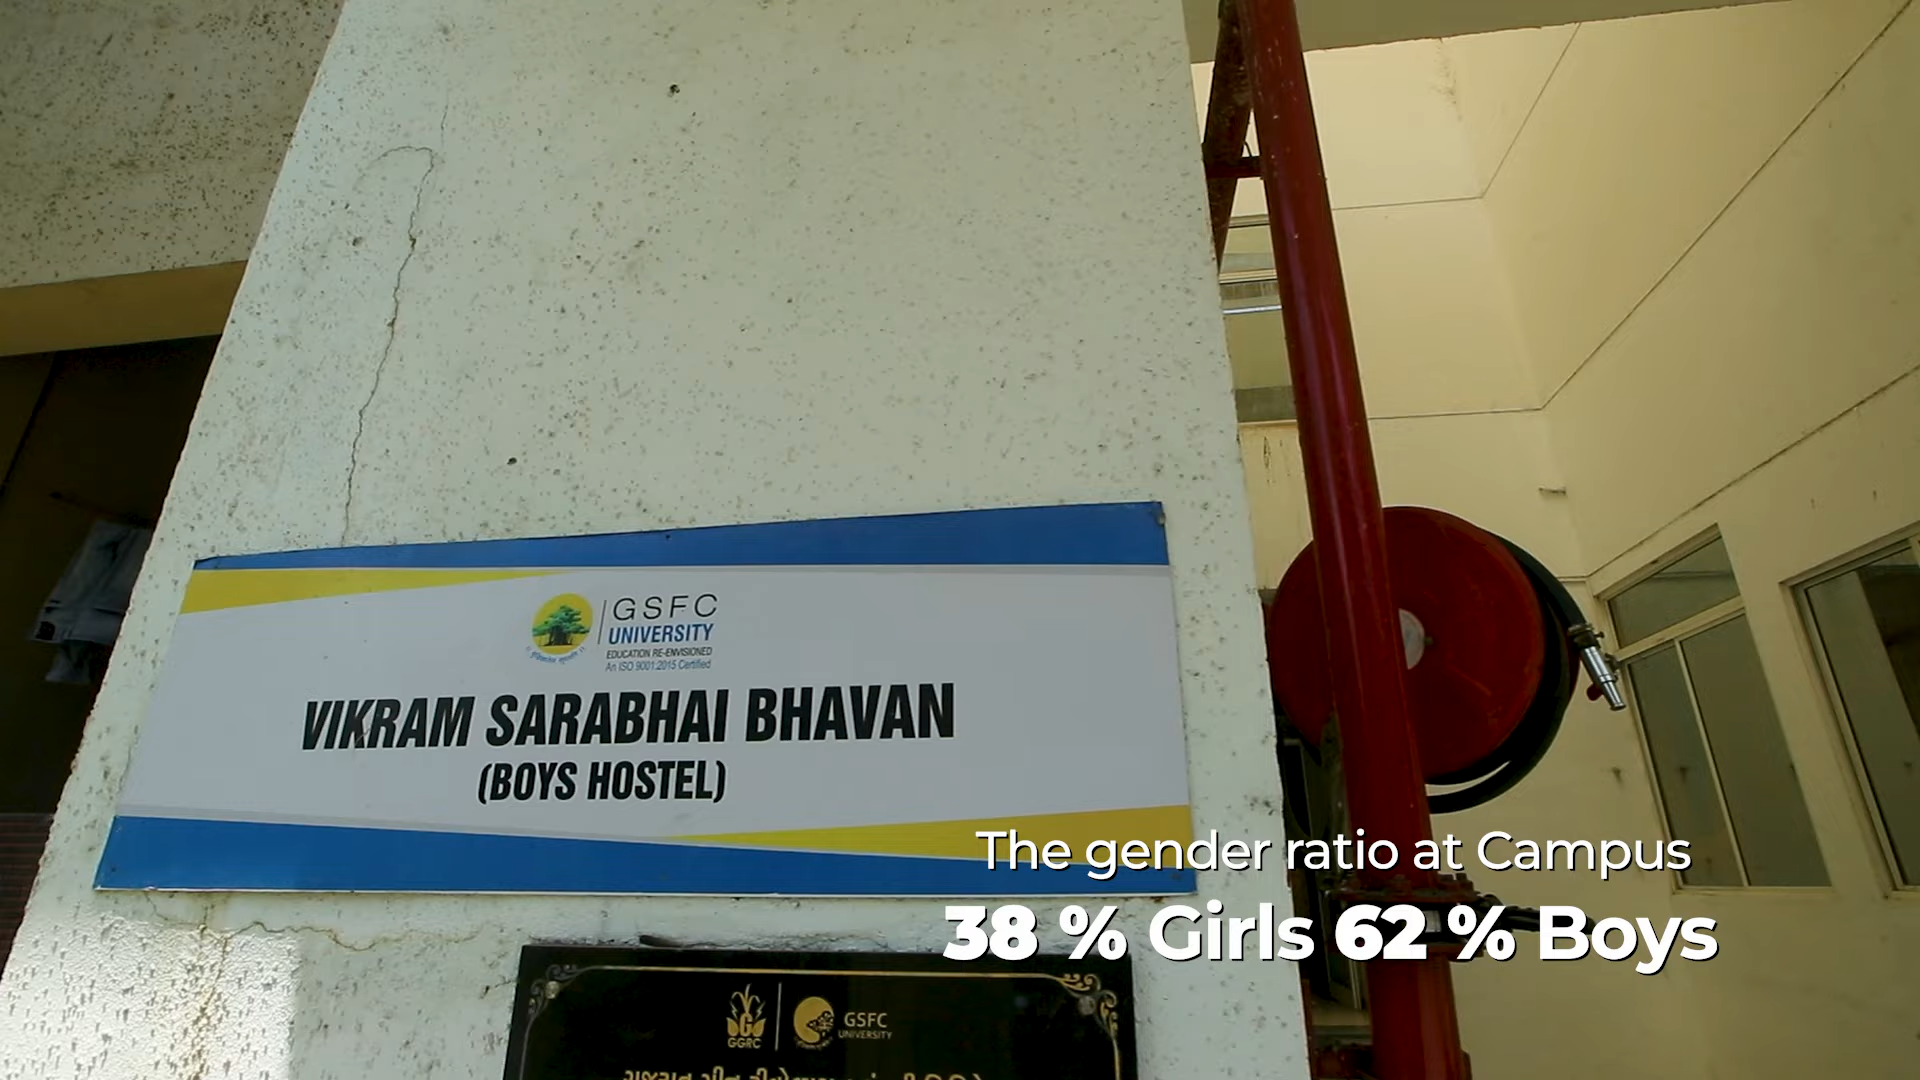 GSFC
UNIVERSITY
EDUCATION RE-ENVISIONED
An ISO 9001:2015 Certified
VIKRAM SARABHAI BHAVAN
(BOYS HOSTEL)
The gender ratio at Campus
38 % Girls 62 % Boys
GGRC
GSFC
UNIVERSITY